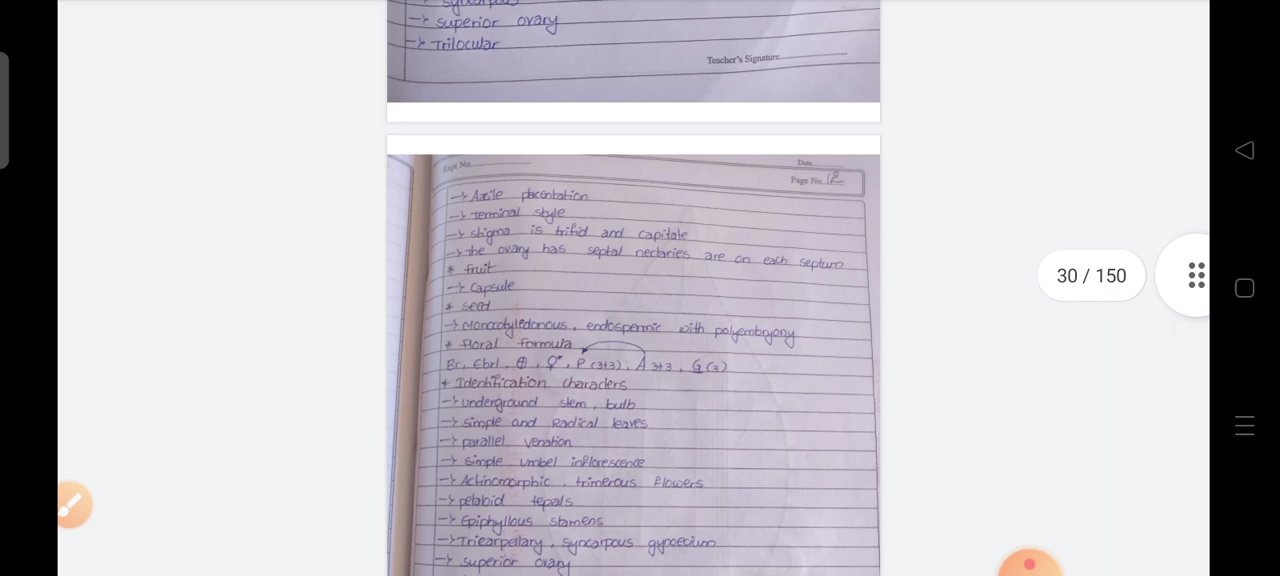 → superior ovary
→ Trilocular
Teacher's Signature
Expt No.
Date
Page No. 12
→ Axile pacentation
→ Terminal style
→ stigma is trifid and capitate
→ The ovary has septal nectaries are on each septum
* fruit
→ Capsule
* seed
→ Monocotyledonous, endospermic with polyembryony
* floral formula
Br, Ebrl, ⊕, ⚥, P(3+3), A 3+3, G(3)
* Identification characters
→ underground stem, bulb
→ simple and Radical leaves
→ parallel venation
→ simple umbel inflorescence
→ Actinomorphic, trimerous flowers
→ petaloid tepals
→ Epiphyllous stamens
→ Tricarpellary, syncarpous gynoecium
→ superior ovary
30 / 150